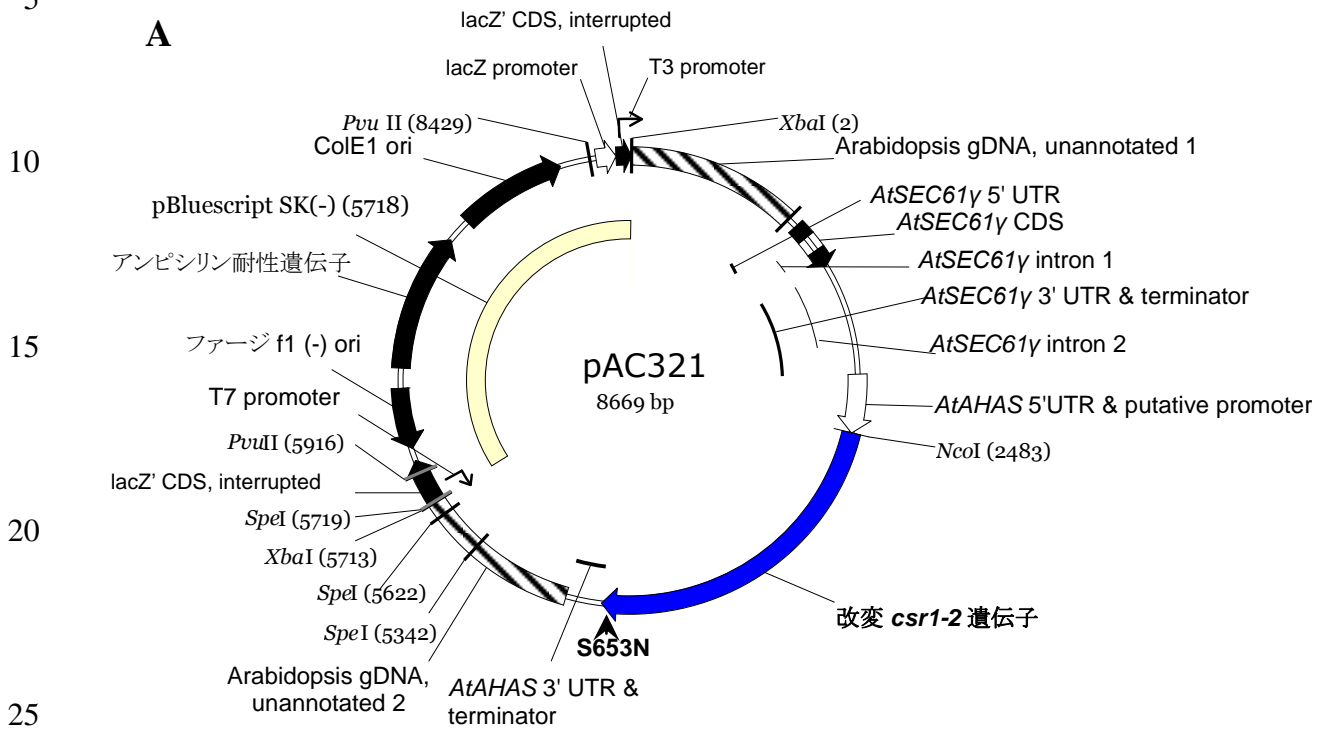 5
A
lacZ' CDS, interrupted
lacZ promoter
T3 promoter
Pvu II (8429)
XbaI (2)
ColE1 ori
10
Arabidopsis gDNA, unannotated 1
pBluescript SK(-) (5718)
AtSEC61γ 5' UTR
AtSEC61γ CDS
アンピシリン耐性遺伝子
AtSEC61γ intron 1
AtSEC61γ 3' UTR & terminator
15
ファージ f1 (-) ori
AtSEC61γ intron 2
pAC321
8669 bp
T7 promoter
AtAHAS 5'UTR & putative promoter
PvuII (5916)
NcoI (2483)
lacZ' CDS, interrupted
SpeI (5719)
20
XbaI (5713)
SpeI (5622)
改変 csr1-2 遺伝子
SpeI (5342)
S653N
Arabidopsis gDNA,
unannotated 2
AtAHAS 3' UTR &
terminator
25